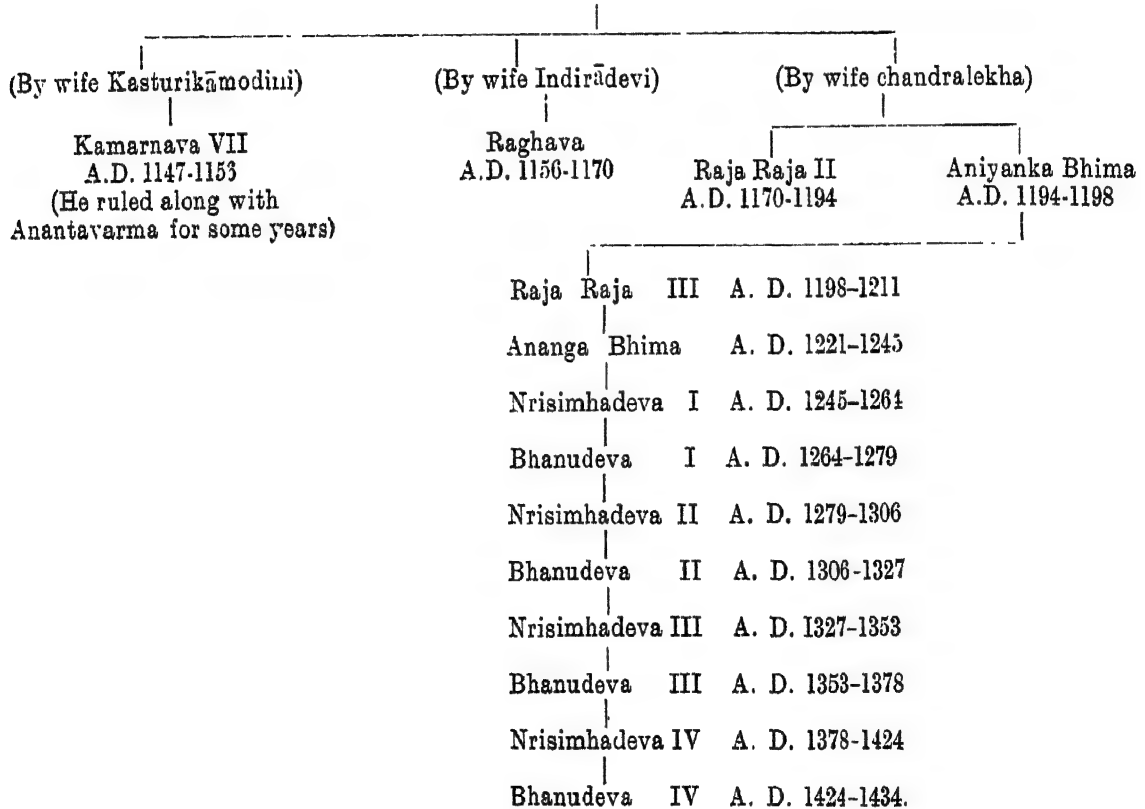 (By wife Kasturikāmodini) (By wife Indirādevi) (By wife chandralekha)
Kamarnava VII
A.D. 1147-1153
(He ruled along with
Anantavarma for some years)
Raghava
A.D. 1156-1170
Raja Raja II
A.D. 1170-1194
Aniyanka Bhima
A.D. 1194-1198
Raja Raja III A. D. 1198-1211
Ananga Bhima A. D. 1221-1245
Nrisimhadeva I A. D. 1245-1264
Bhanudeva I A. D. 1264-1279
Nrisimhadeva II A. D. 1279-1306
Bhanudeva II A. D. 1306-1327
Nrisimhadeva III A. D. 1327-1353
Bhanudeva III A. D. 1353-1378
Nrisimhadeva IV A. D. 1378-1424
Bhanudeva IV A. D. 1424-1434.